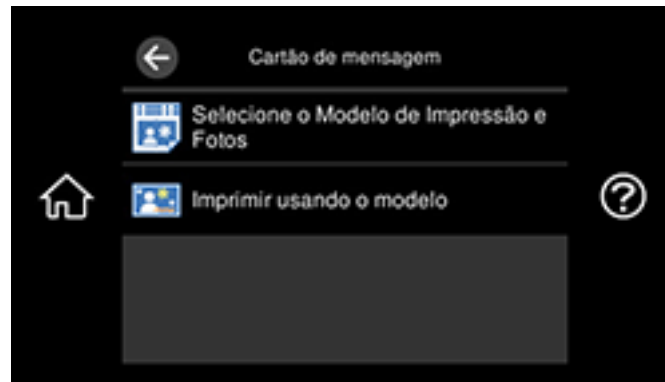 Cartão de mensagem
Selecione o Modelo de Impressão e
Fotos
Imprimir usando o modelo
?